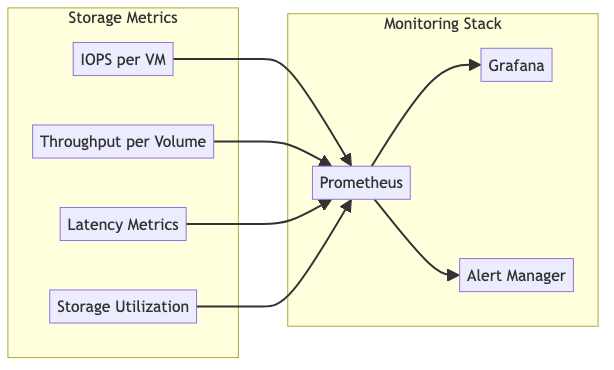 Storage Metrics
IOPS per VM
Throughput per Volume
Latency Metrics
Storage Utilization
Monitoring Stack
Prometheus
Grafana
Alert Manager